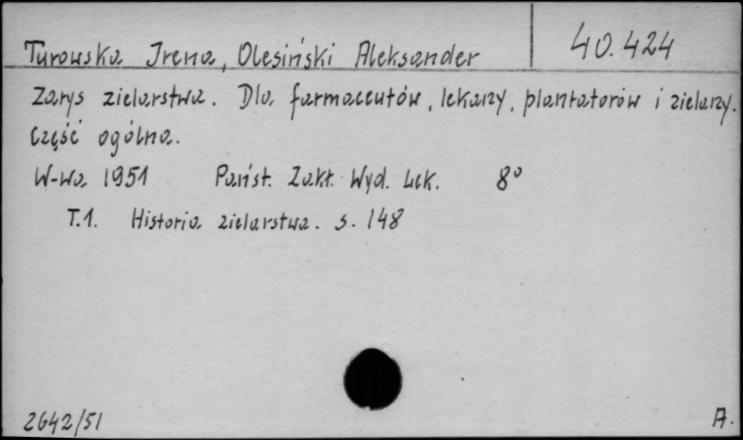 Turowska Irena, Olesiński Aleksander
40.424
Zarys zielarstwa. Dla farmaceutów, lekarzy, plantatorów i zielarzy.
Część ogólna.
W-wa 1951 Państ. Zakł. Wyd. Lek. 8°
T.1. Historia zielarstwa. s. 148
2642/51
A.